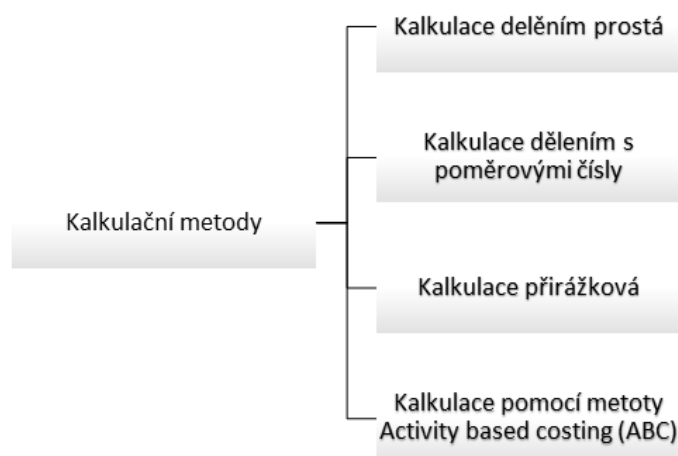 Kalkulace delěním prostá
Kalkulace dělením s
poměrovými čísly
Kalkulační metody
Kalkulace přirážková
Kalkulace pomocí metoty
Activity based costing (ABC)